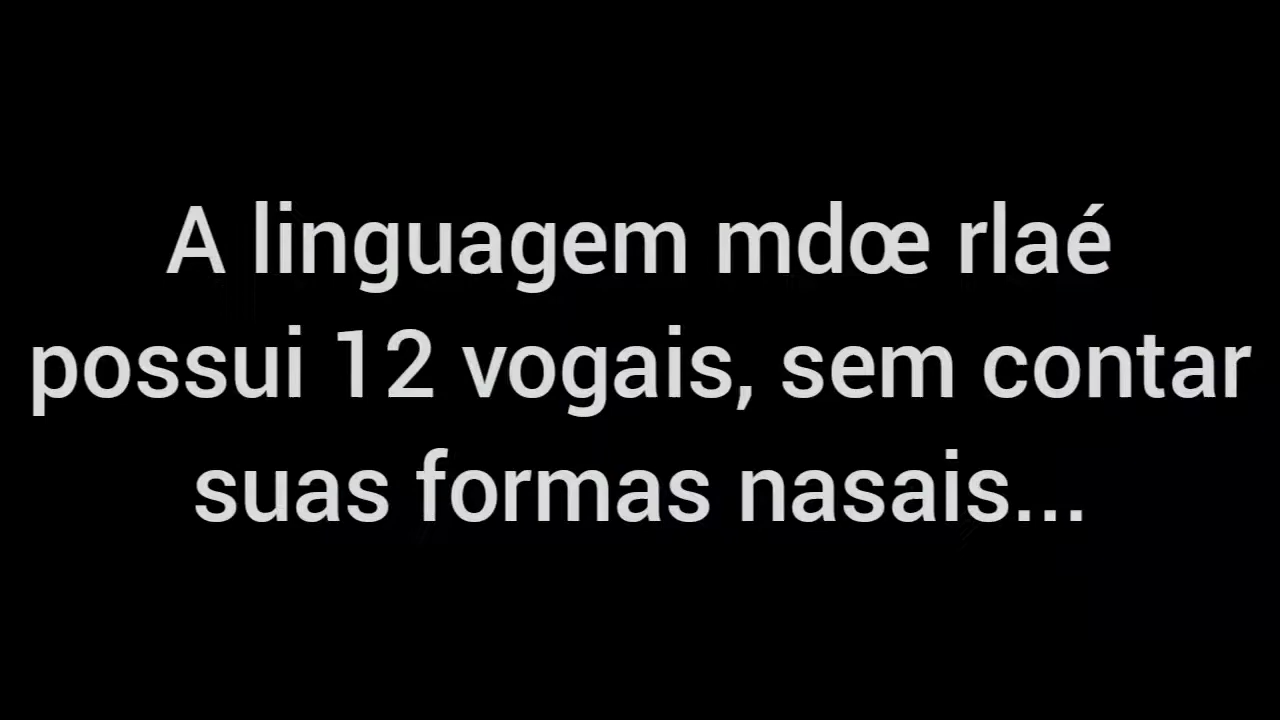 A linguagem mdœ rlaé
possui 12 vogais, sem contar
suas formas nasais...